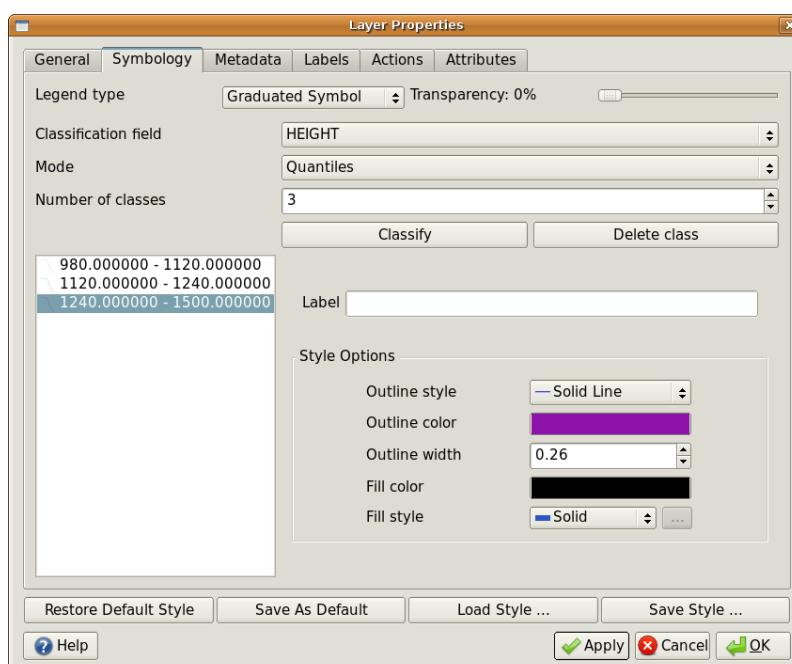 Layer Properties
General Symbology Metadata Labels Actions Attributes
Legend type Graduated Symbol Transparency: 0%
Classification field HEIGHT
Mode Quantiles
Number of classes 3
Classify Delete class
980.000000 - 1120.000000
1120.000000 - 1240.000000
1240.000000 - 1500.000000
Label
Style Options
Outline style Solid Line
Outline color
Outline width 0.26
Fill color
Fill style Solid ...
Restore Default Style Save As Default Load Style ... Save Style ...
Help Apply Cancel OK